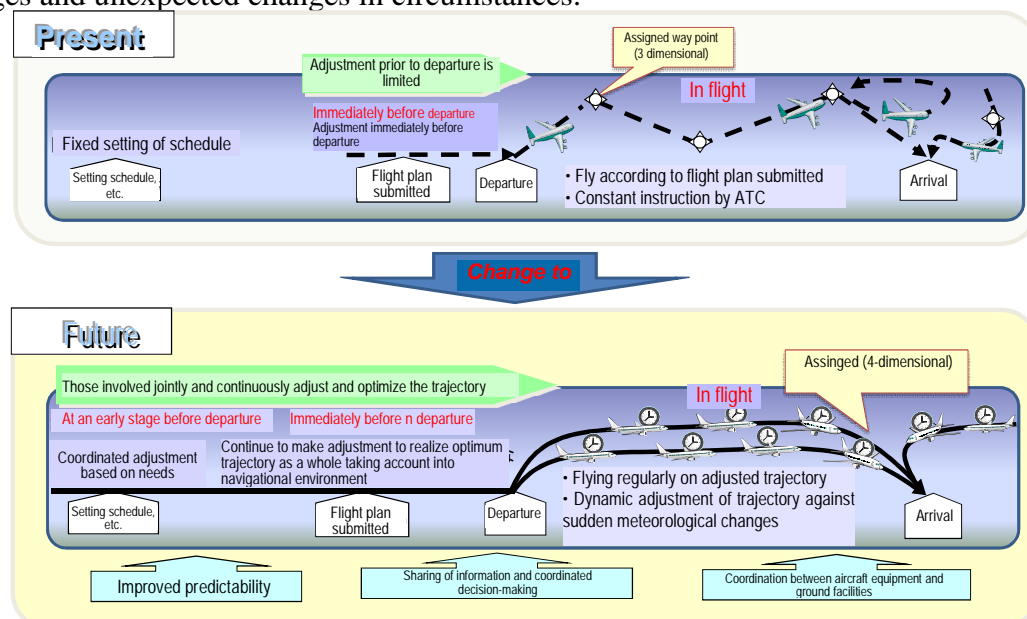 ges and unexpected changes in circumstances.
Present
Assigned way point
(3 dimensional)
Adjustment prior to departure is
limited
In flight
Immediately before departure
Adjustment immediately before
departure
Fixed setting of schedule
Setting schedule,
etc.
Flight plan
submitted
Departure
• Fly according to flight plan submitted
• Constant instruction by ATC
Arrival
Change to
Future
Assinged (4-dimensional)
Those involved jointly and continuously adjust and optimize the trajectory
In flight
At an early stage before departure
Immediately before n departure
Coordinated adjustment
based on needs
Continue to make adjustment to realize optimum
trajectory as a whole taking account into
navigational environment
• Flying regularly on adjusted trajectory
• Dynamic adjustment of trajectory against
sudden meteorological changes
Setting schedule,
etc.
Flight plan
submitted
Departure
Arrival
Improved predictability
Sharing of information and coordinated
decision-making
Coordination between aircraft equipment and
ground facilities